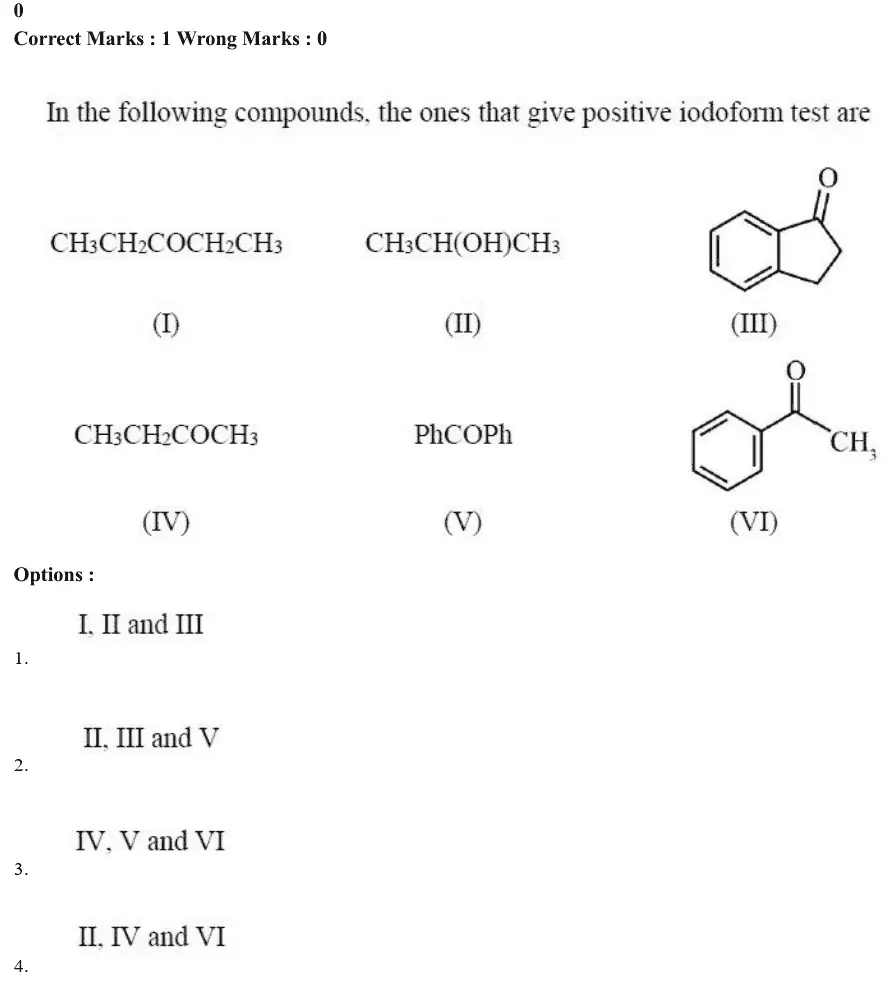 0
Correct Marks : 1 Wrong Marks : 0
In the following compounds, the ones that give positive iodoform test are
O
CH₃CH₂COCH₂CH₃ CH₃CH(OH)CH₃
(I) (II) (III)
O
CH₃CH₂COCH₃ PhCOPh CH₃
(IV) (V) (VI)
Options :
I, II and III
1.
II, III and V
2.
IV, V and VI
3.
II, IV and VI
4.